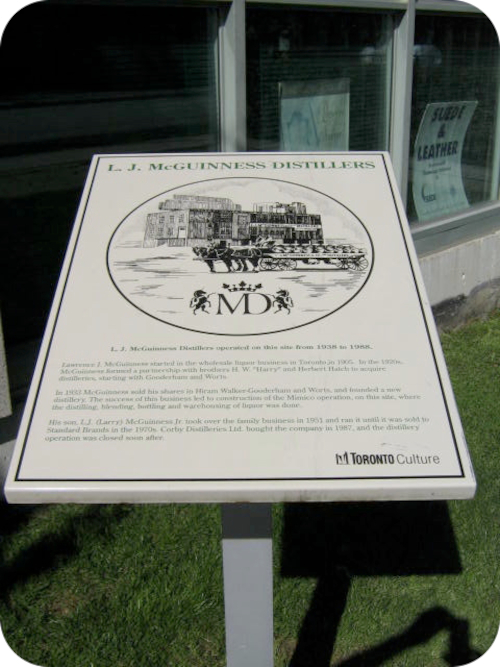 L. J. McGUINNESS DISTILLERS
MD
L. J. McGuinness Distillers operated on this site from 1938 to 1988.
Lawrence J. McGuinness started in the wholesale liquor business in Toronto in 1905. In the 1920s,
McGuinness formed a partnership with brothers H. W. "Harry" and Herbert Hatch to acquire
distilleries, starting with Gooderham and Worts.
In 1933 McGuinness sold his shares in Hiram Walker-Gooderham and Worts, and founded a new
distillery. The success of this business led to construction of the Mimico operation, on this site, where
the distilling, blending, bottling and warehousing of liquor was done.
His son, L.J. (Larry) McGuinness Jr. took over the family business in 1951 and ran it until it was sold to
Standard Brands in the 1970s. Corby Distilleries Ltd. bought the company in 1987, and the distillery
operation was closed soon after.
TORONTO Culture
SUEDE
&
LEATHER